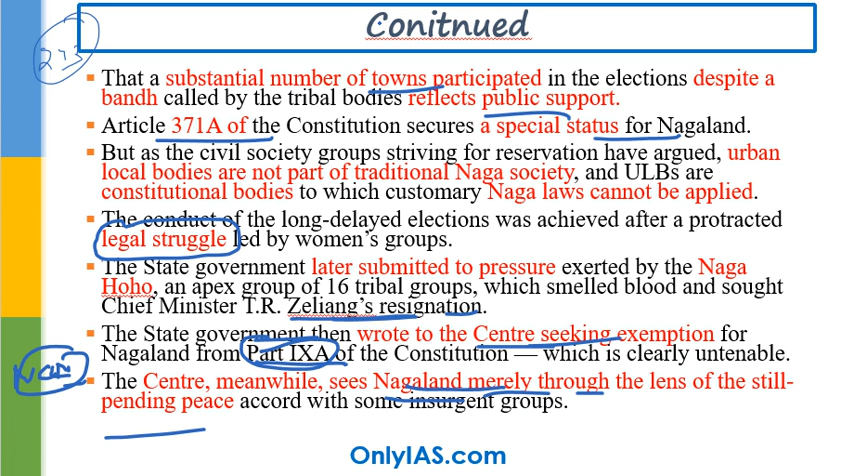 Conitnued
243
That a substantial number of towns participated in the elections despite a
bandh called by the tribal bodies reflects public support.
Article 371A of the Constitution secures a special status for Nagaland.
But as the civil society groups striving for reservation have argued, urban
local bodies are not part of traditional Naga society, and ULBs are
constitutional bodies to which customary Naga laws cannot be applied.
The conduct of the long-delayed elections was achieved after a protracted
legal struggle led by women's groups.
The State government later submitted to pressure exerted by the Naga
Hoho, an apex group of 16 tribal groups, which smelled blood and sought
Chief Minister T.R. Zeliang's resignation.
The State government then wrote to the Centre seeking exemption for
Nagaland from Part IXA of the Constitution — which is clearly untenable.
The Centre, meanwhile, sees Nagaland merely through the lens of the still-
pending peace accord with some insurgent groups.
OnlyIAS.com